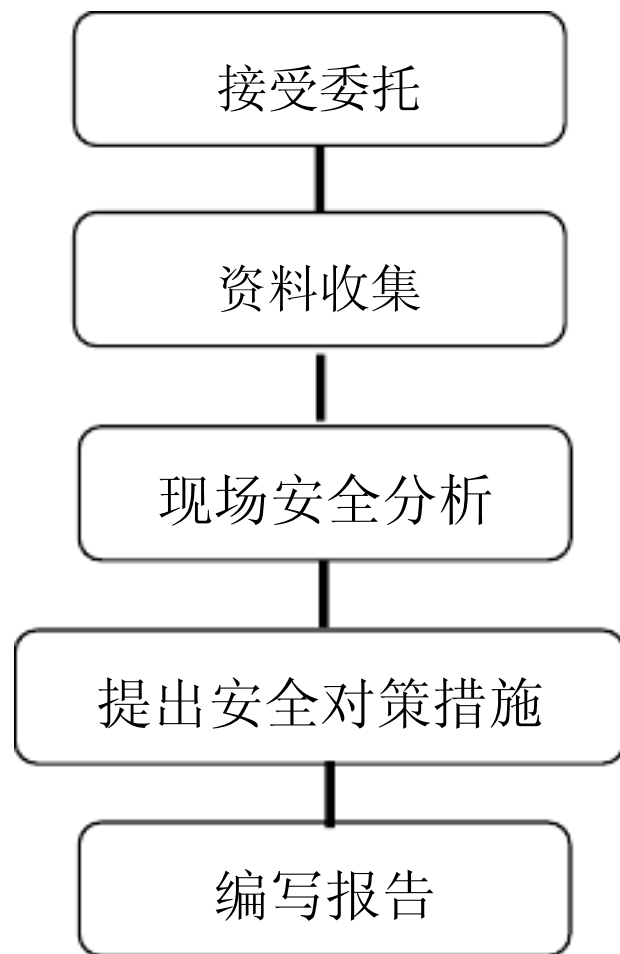 接受委托
资料收集
现场安全分析
提出安全对策措施
编写报告